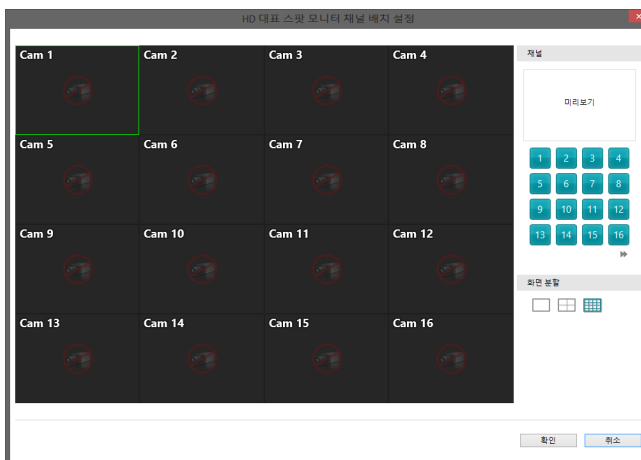 HD 대표 스팟 모니터 채널 배치 설정
Cam 1 Cam 2 Cam 3 Cam 4
Cam 5 Cam 6 Cam 7 Cam 8
Cam 9 Cam 10 Cam 11 Cam 12
Cam 13 Cam 14 Cam 15 Cam 16
채널
미리보기
1 2 3 4
5 6 7 8
9 10 11 12
13 14 15 16
화면 분할
확인 취소